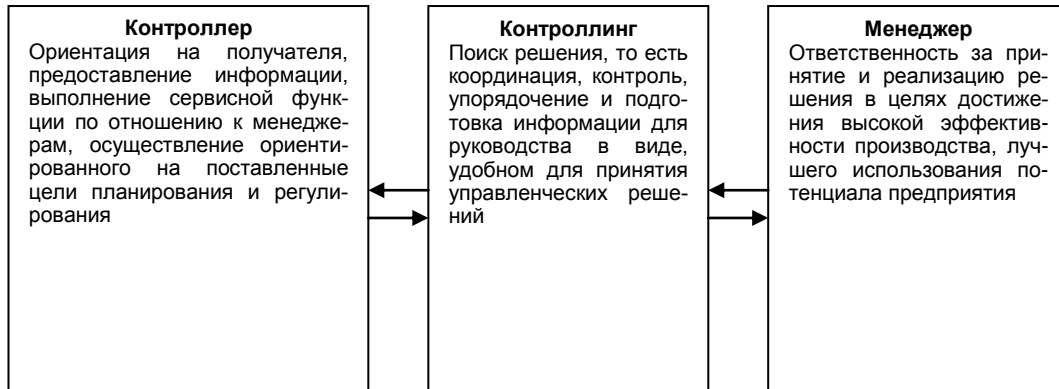 Контроллер
Ориентация на получателя,
предоставление информации,
выполнение сервисной функ-
ции по отношению к менедже-
рам, осуществление ориенти-
рованного на поставленные
цели планирования и регули-
рования
Контроллинг
Поиск решения, то есть
координация, контроль,
упорядочение и подго-
товка информации для
руководства в виде,
удобном для принятия
управленческих реше-
ний
Менеджер
Ответственность за при-
нятие и реализацию ре-
шения в целях достиже-
ния высокой эффектив-
ности производства, луч-
шего использования по-
тенциала предприятия